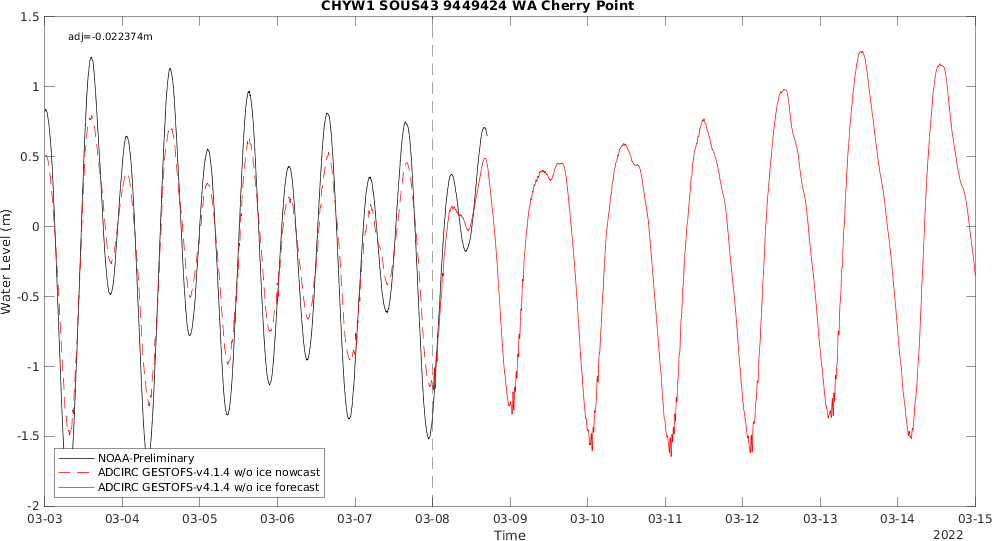 CHYW1 SOUS43 9449424 WA Cherry Point
adj=-0.022374m
1.5
1
0.5
0
-0.5
-1
-1.5
-2
Water Level (m)
NOAA-Preliminary
ADCIRC GESTOFS-v4.1.4 w/o ice nowcast
ADCIRC GESTOFS-v4.1.4 w/o ice forecast
03-03 03-04 03-05 03-06 03-07 03-08 03-09 03-10 03-11 03-12 03-13 03-14 03-15
Time
2022